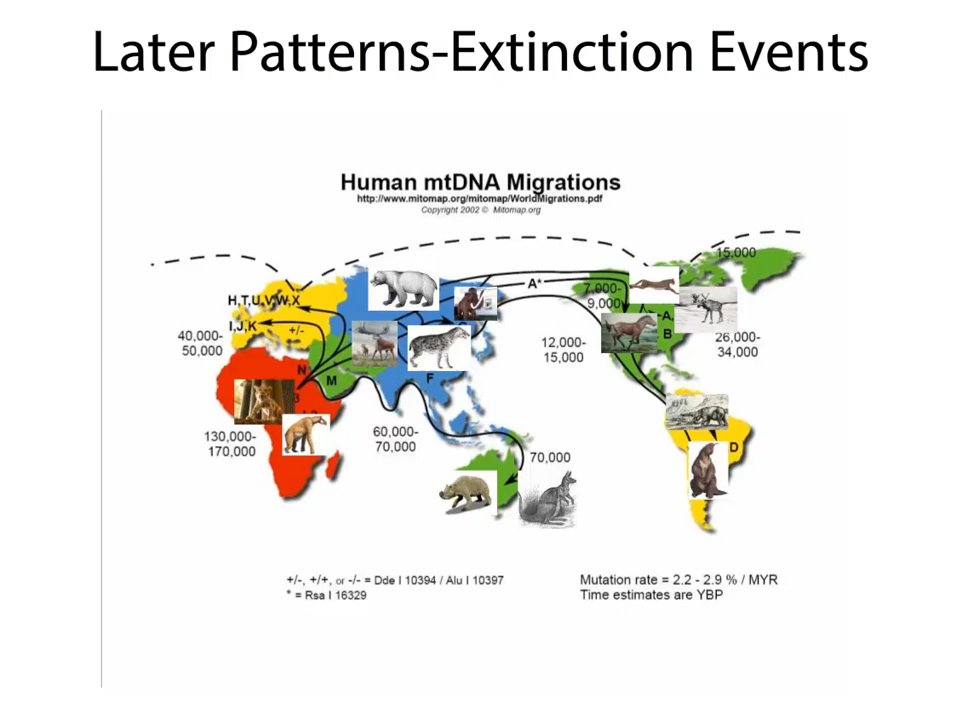 Later Patterns-Extinction Events
Human mtDNA Migrations
http://www.mitomap.org/mitomap/WorldMigrations.pdf
Copyright 2002 © Mitomap.org
15,000
A*
7,000-
9,000
H,T,U,V,W,X
I,J,K
+/-
40,000-
50,000
A,
B
12,000-
15,000
26,000-
34,000
N
M
F
130,000-
170,000
60,000-
70,000
70,000
D
+/-, +/+, or -/- = Dde I 10394 / Alu I 10397
* = Rsa I 16329
Mutation rate = 2.2 - 2.9 % / MYR
Time estimates are YBP